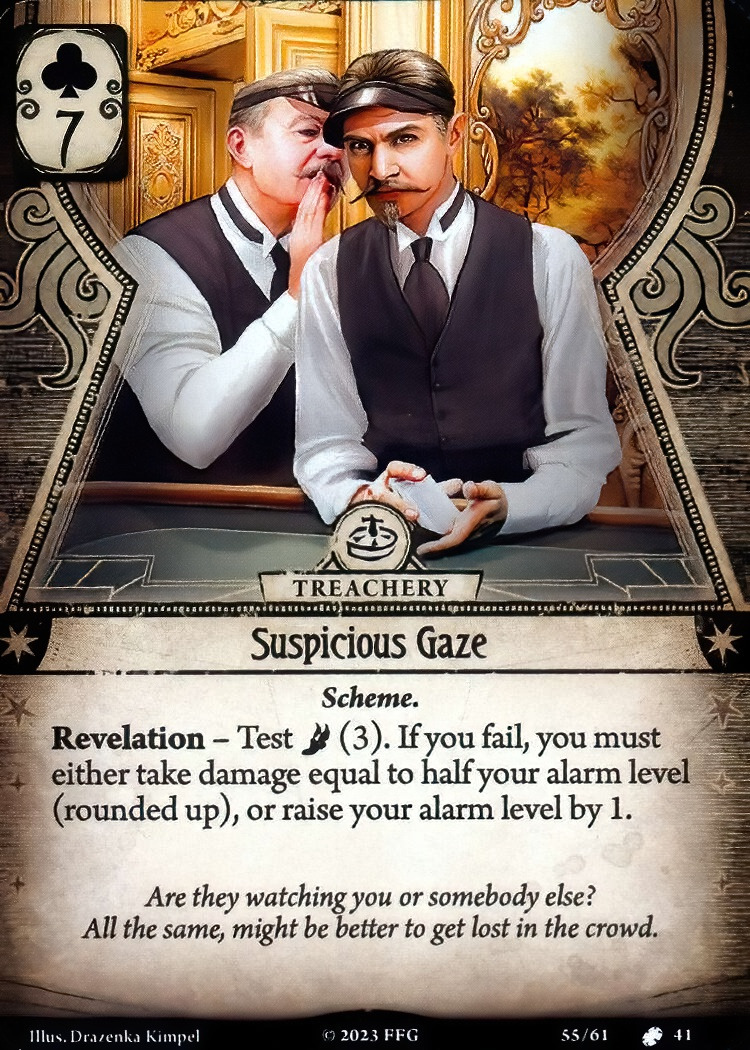 7
TREACHERY
Suspicious Gaze
Scheme.
Revelation – Test (3). If you fail, you must
either take damage equal to half your alarm level
(rounded up), or raise your alarm level by 1.
Are they watching you or somebody else?
All the same, might be better to get lost in the crowd.
Illus. Drazenka Kimpel
© 2023 FFG
55/61
41